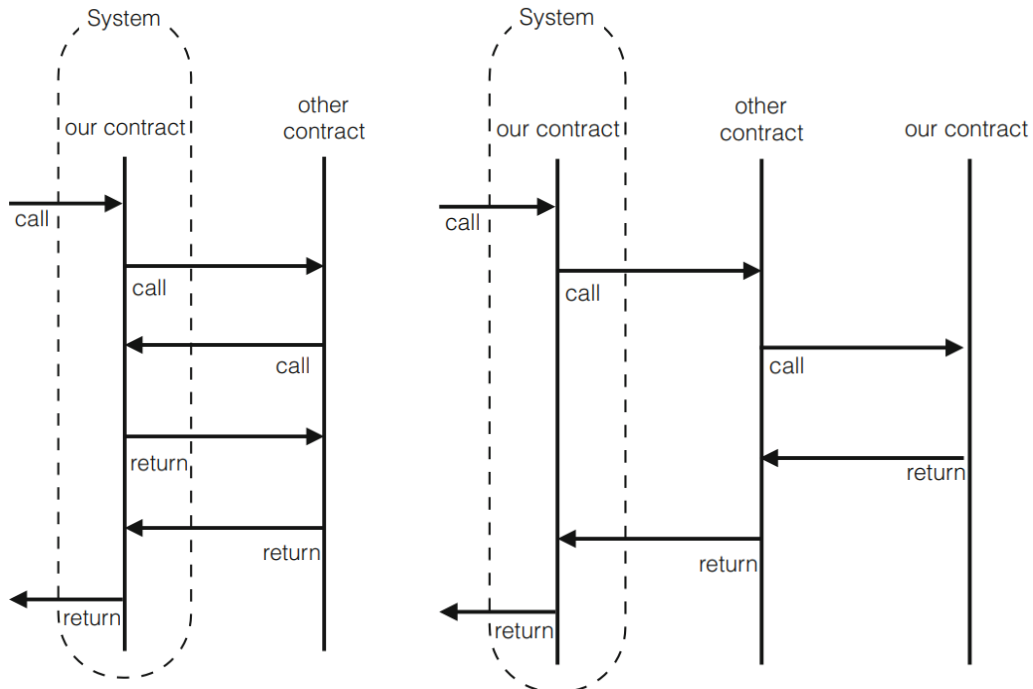 System
other
contract
our contract
call
call
call
return
return
return
System
other
contract
our contract
our contract
call
call
call
return
return
return